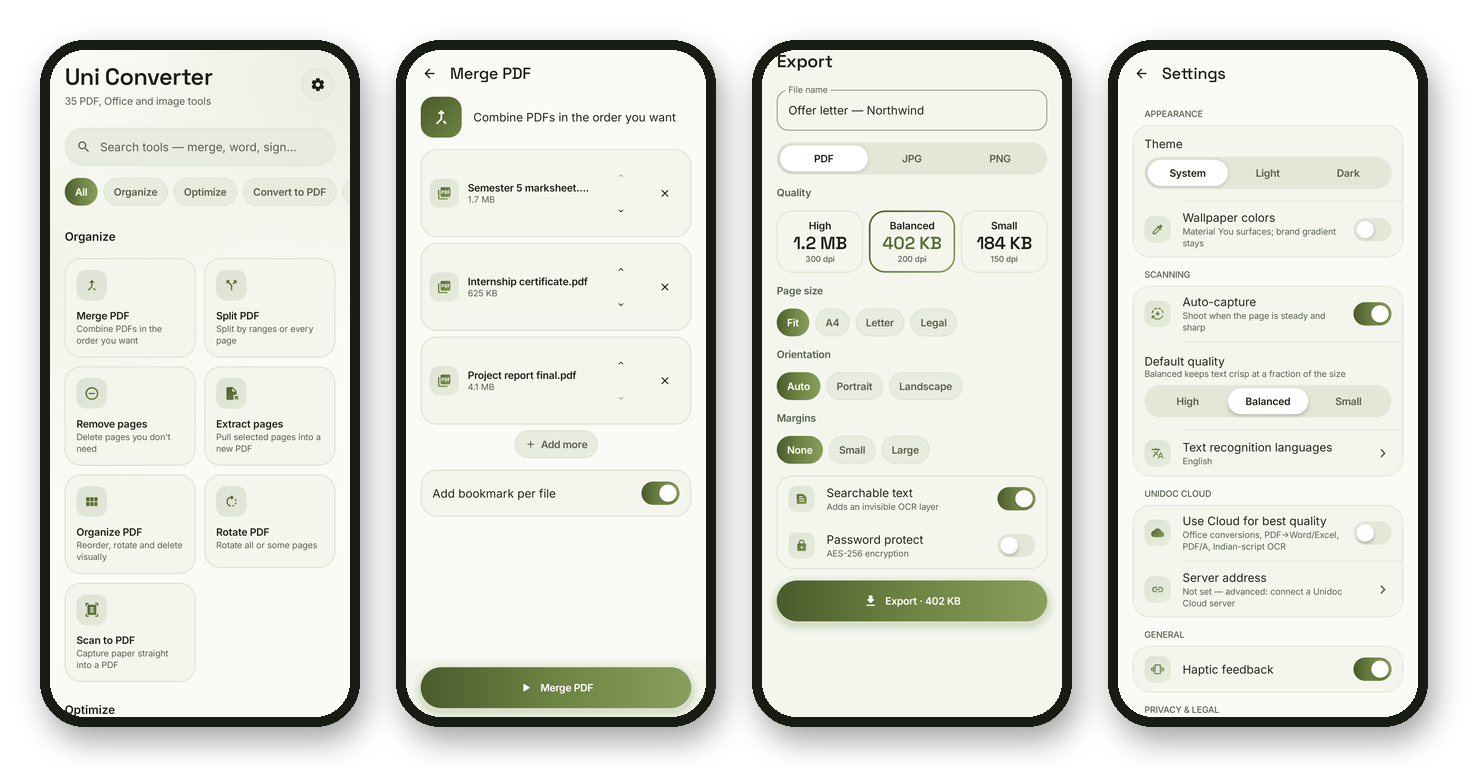 Uni Converter
35 PDF, Office and image tools
Search tools — merge, word, sign...
All
Organize
Optimize
Convert to PDF
Organize
Merge PDF
Combine PDFs in the
order you want
Split PDF
Split by ranges or every
page
Remove pages
Delete pages you don't
need
Extract pages
Pull selected pages into a
new PDF
Organize PDF
Reorder, rotate and delete
visually
Rotate PDF
Rotate all or some pages
Scan to PDF
Capture paper straight
into a PDF
Optimize
Merge PDF
Combine PDFs in the order you want
PDF
Semester 5 marksheet....
1.7 MB
PDF
Internship certificate.pdf
625 KB
PDF
Project report final.pdf
4.1 MB
+ Add more
Add bookmark per file
Merge PDF
Export
File name
Offer letter — Northwind
PDF
JPG
PNG
Quality
High
1.2 MB
300 dpi
Balanced
402 KB
200 dpi
Small
184 KB
150 dpi
Page size
Fit
A4
Letter
Legal
Orientation
Auto
Portrait
Landscape
Margins
None
Small
Large
Searchable text
Adds an invisible OCR layer
Password protect
AES-256 encryption
Export · 402 KB
Settings
APPEARANCE
Theme
System
Light
Dark
Wallpaper colors
Material You surfaces; brand gradient
stays
SCANNING
Auto-capture
Shoot when the page is steady and
sharp
Default quality
Balanced keeps text crisp at a fraction of the size
High
Balanced
Small
Text recognition languages
English
UNIDOC CLOUD
Use Cloud for best quality
Office conversions, PDF→Word/Excel,
PDF/A, Indian-script OCR
Server address
Not set — advanced: connect a Unidoc
Cloud server
GENERAL
Haptic feedback
PRIVACY & LEGAL